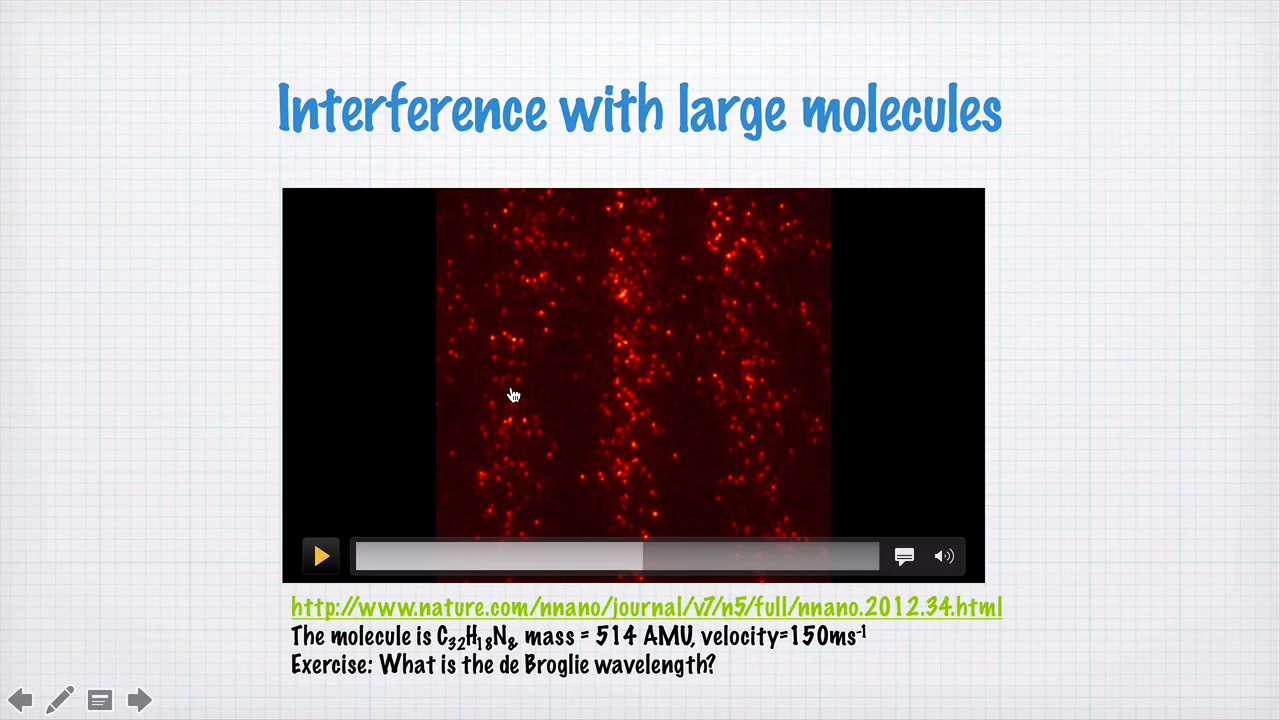 Interference with large molecules
http://www.nature.com/nnano/journal/v7/n5/full/nnano.2012.34.html
The molecule is C₃₂H₁₈N₈, mass = 514 AMU, velocity=150ms⁻¹
Exercise: What is the de Broglie wavelength?